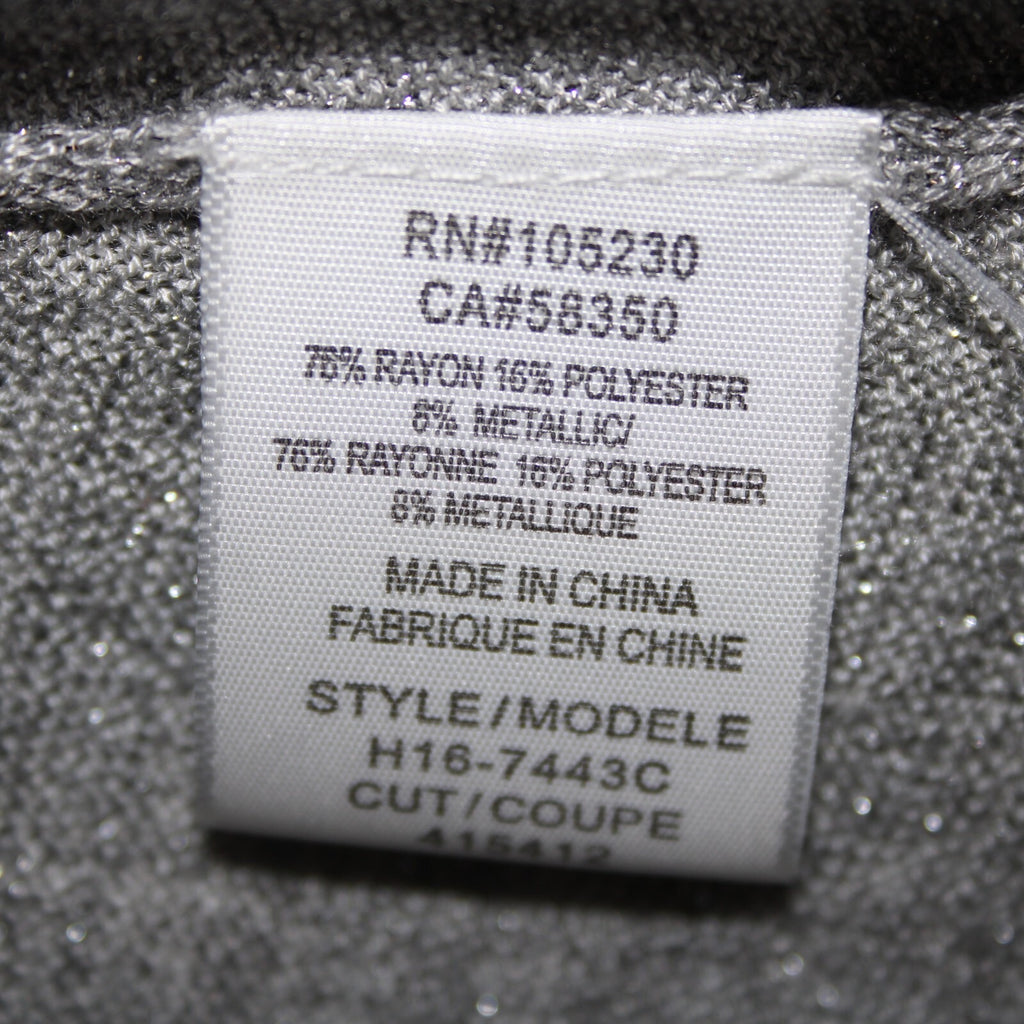 RN#105230
CA#58350
76% RAYON 16% POLYESTER
8% METALLIC/
76% RAYONNE 16% POLYESTER
8% METALLIQUE
MADE IN CHINA
FABRIQUE EN CHINE
STYLE/MODELE
H16-7443C
CUT/COUPE
415412